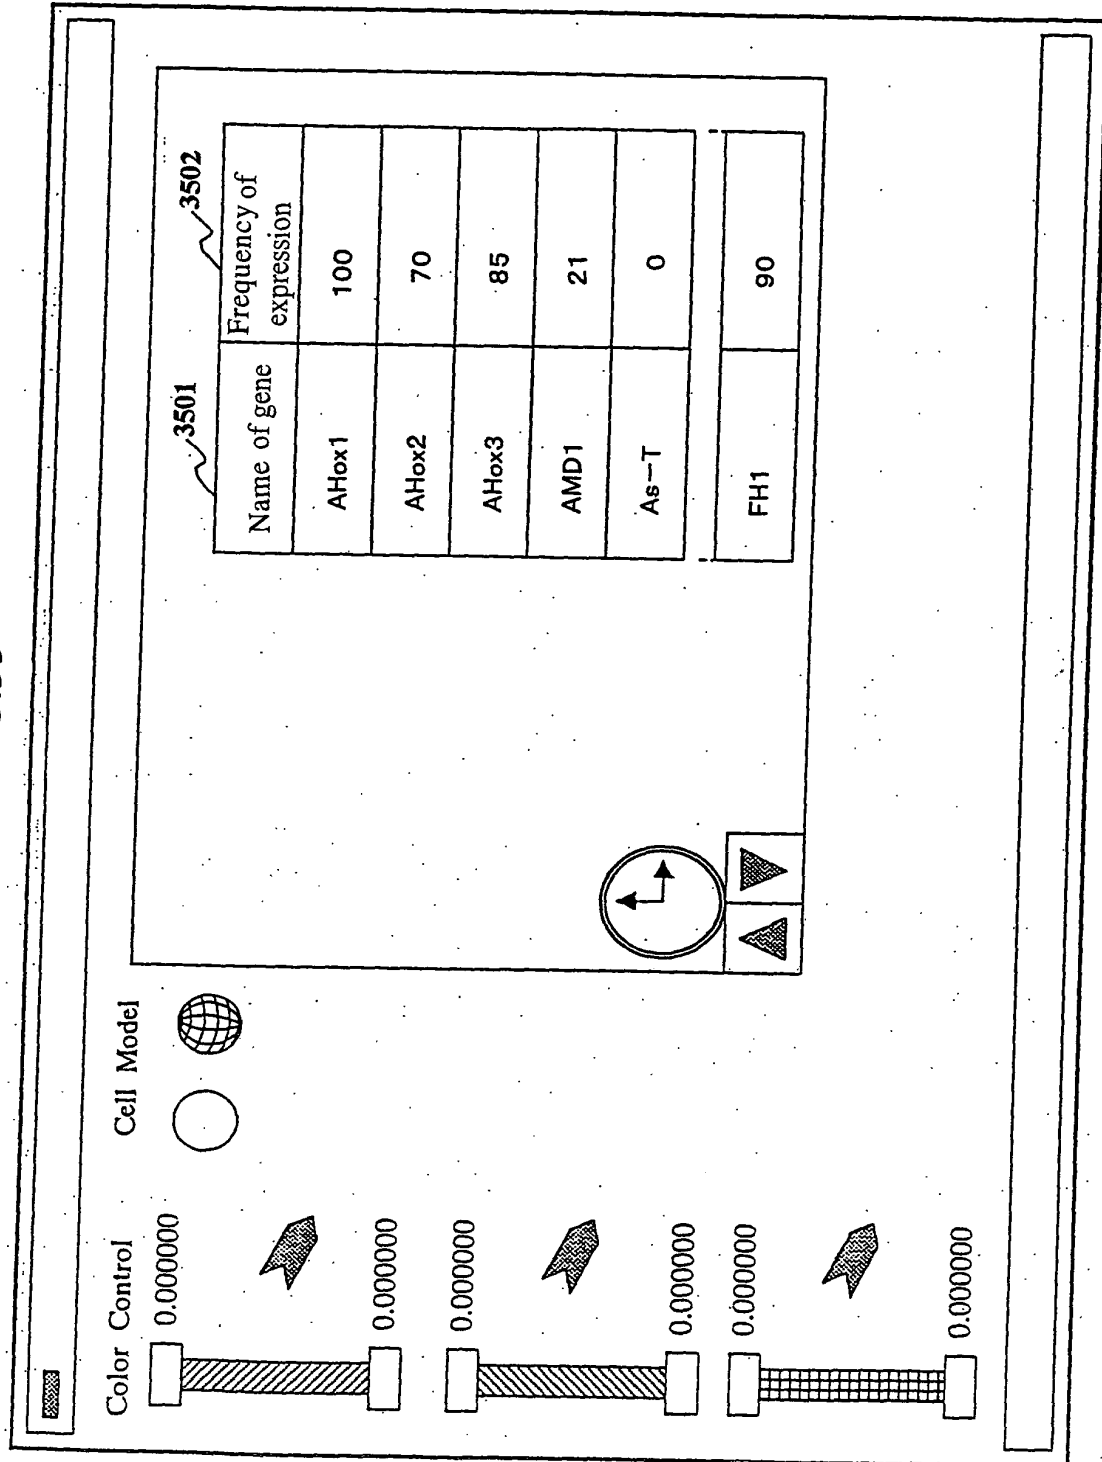 Color Control
Cell Model
0.000000
0.000000
0.000000
0.000000
0.000000
0.000000
3501
3502
Name of gene
Frequency of
expression
AHox1
100
AHox2
70
AHox3
85
AMD1
21
As—T
0
FH1
90